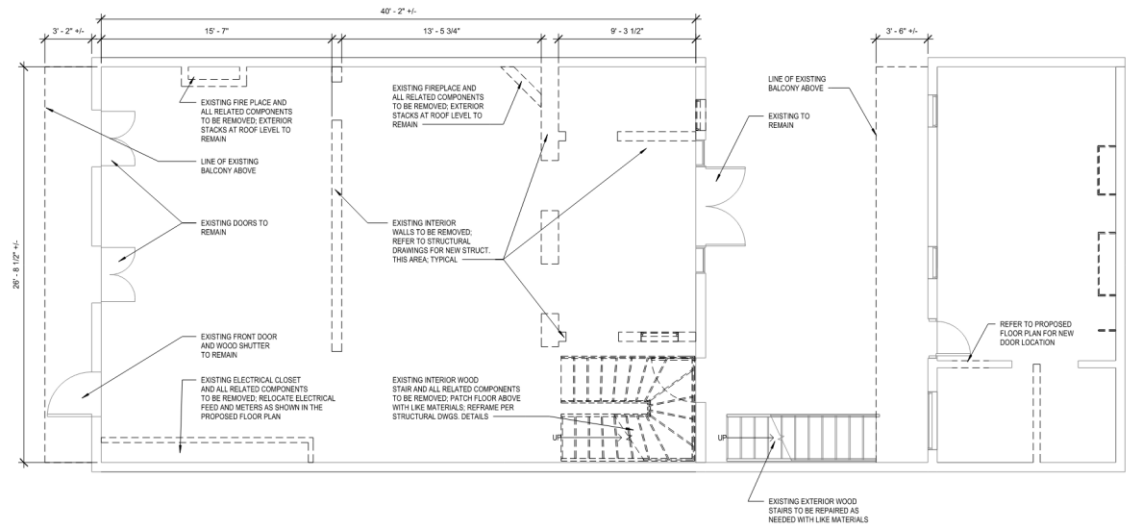 40' - 2" +/-
3' - 2" +/-
15' - 7"
13' - 5 3/4"
9' - 3 1/2"
3' - 6" +/-
26' - 8 1/2" +/-
EXISTING FIRE PLACE AND
ALL RELATED COMPONENTS
TO BE REMOVED; EXTERIOR
STACKS AT ROOF LEVEL TO
REMAIN
EXISTING FIREPLACE AND
ALL RELATED COMPONENTS
TO BE REMOVED; EXTERIOR
STACKS AT ROOF LEVEL TO
REMAIN
LINE OF EXISTING
BALCONY ABOVE
EXISTING TO
REMAIN
LINE OF EXISTING
BALCONY ABOVE
EXISTING DOORS TO
REMAIN
EXISTING INTERIOR
WALLS TO BE REMOVED;
REFER TO STRUCTURAL
DRAWINGS FOR NEW STRUCT.
THIS AREA; TYPICAL
EXISTING FRONT DOOR
AND WOOD SHUTTER
TO REMAIN
REFER TO PROPOSED
FLOOR PLAN FOR NEW
DOOR LOCATION
EXISTING ELECTRICAL CLOSET
AND ALL RELATED COMPONENTS
TO BE REMOVED; RELOCATE ELECTRICAL
FEED AND METERS AS SHOWN IN THE
PROPOSED FLOOR PLAN
EXISTING INTERIOR WOOD
STAIR AND ALL RELATED COMPONENTS
TO BE REMOVED; PATCH FLOOR ABOVE
WITH LIKE MATERIALS; REFRAME PER
STRUCTURAL DWGS. DETAILS
UP
UP
EXISTING EXTERIOR WOOD
STAIRS TO BE REPAIRED AS
NEEDED WITH LIKE MATERIALS